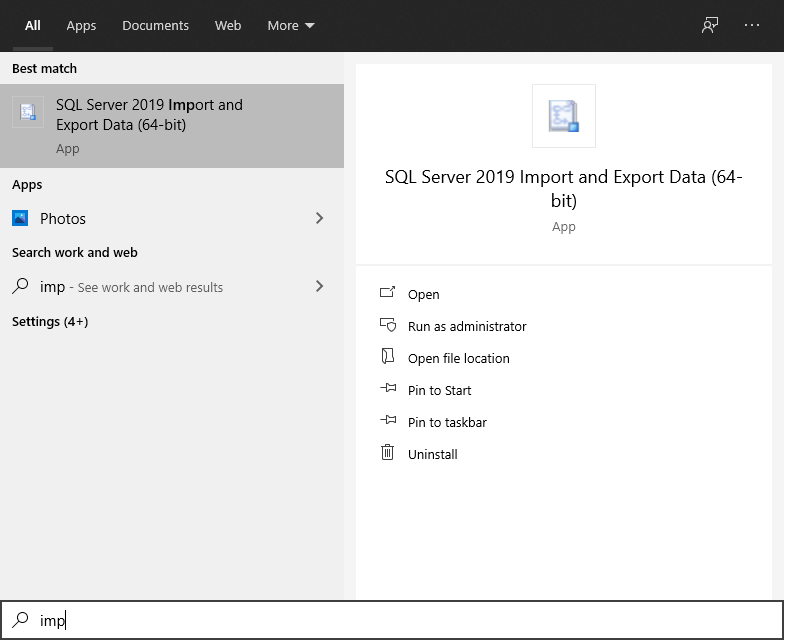 All Apps Documents Web More
Best match
SQL Server 2019 Import and
Export Data (64-bit)
App
Apps
Photos
Search work and web
imp - See work and web results
Settings (4+)
SQL Server 2019 Import and Export Data (64-
bit)
App
Open
Run as administrator
Open file location
Pin to Start
Pin to taskbar
Uninstall
imp